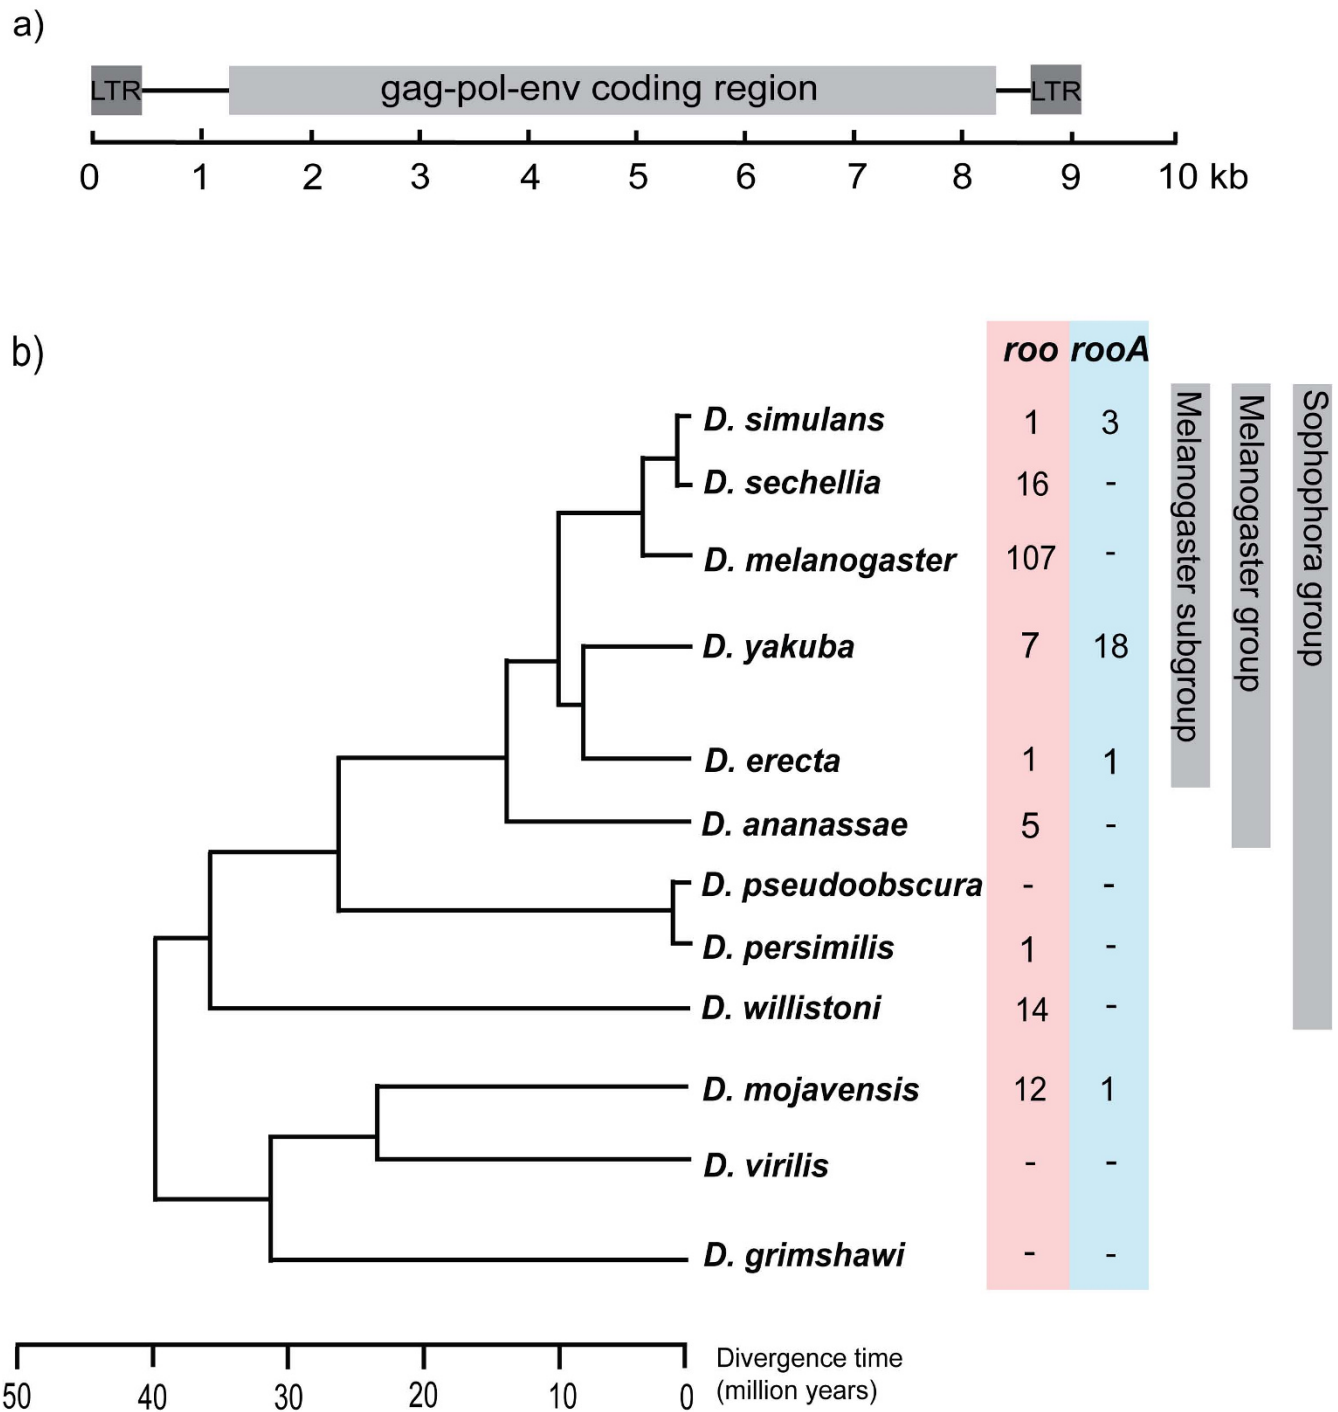 a)
LTR gag-pol-env coding region LTR
0 1 2 3 4 5 6 7 8 9 10 kb
b)
roo rooA
D. simulans 1 3
D. sechellia 16 -
D. melanogaster 107 -
D. yakuba 7 18
D. erecta 1 1
D. ananassae 5 -
D. pseudoobscura - -
D. persimilis 1 -
D. willistoni 14 -
D. mojavensis 12 1
D. virilis - -
D. grimshawi - -
Melanogaster subgroup
Melanogaster group
Sophophora group
50 40 30 20 10 0
Divergence time
(million years)